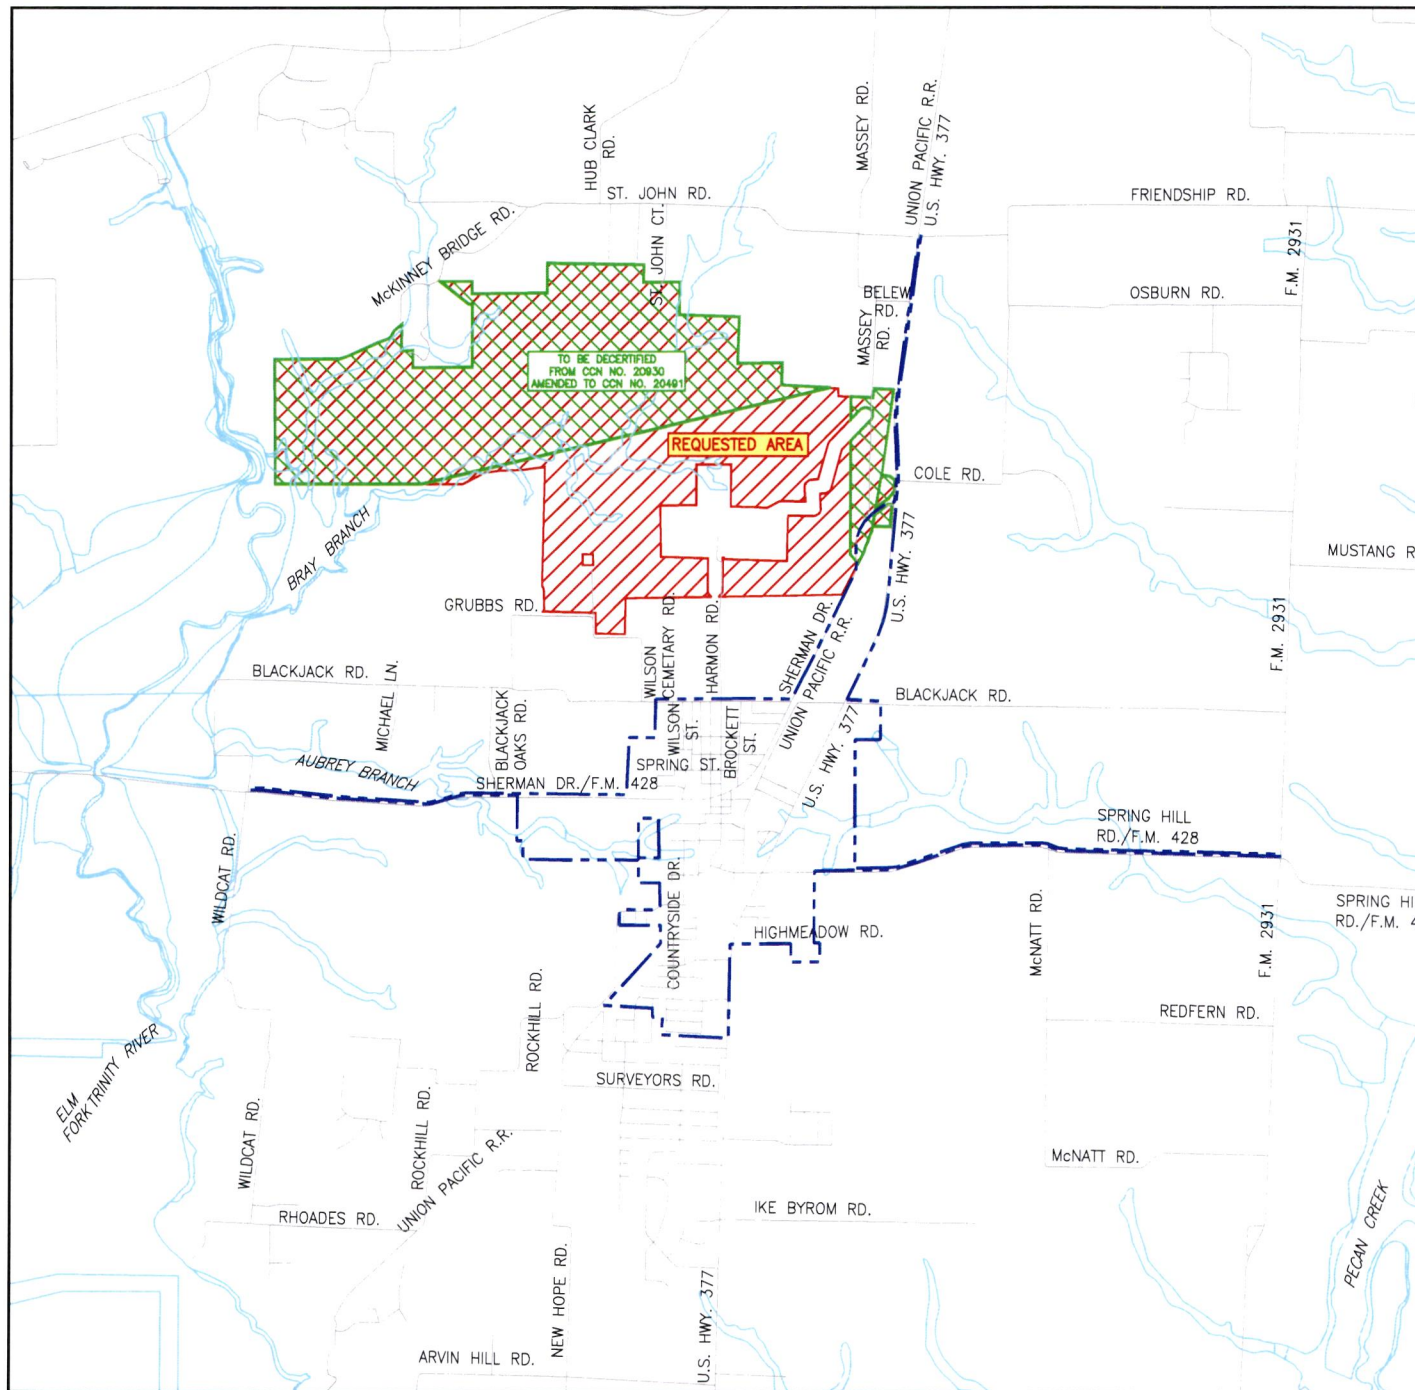 UNION PACIFIC R.R.
U.S. HWY. 377
MASSEY RD.
HUB CLARK
RD.
ST. JOHN RD.
FRIENDSHIP RD.
McKINNEY BRIDGE RD.
ST. JOHN CT.
F.M. 2931
BELEW
RD.
MASSEY
RD.
OSBURN RD.
TO BE DECERTIFIED
FROM CCN NO. 20930
AMENDED TO CCN NO. 20491
REQUESTED AREA
COLE RD.
BRAY BRANCH
U.S. HWY. 377
MUSTANG R
GRUBBS RD.
F.M. 2931
WILSON
CEMETARY RD.
HARMON RD.
SHERMAN DR.
UNION PACIFIC R.R.
BLACKJACK RD.
MICHAEL LN.
BLACKJACK
OAKS RD.
WILSON
ST.
BROCKETT
ST.
BLACKJACK RD.
U.S. HWY. 377
AUBREY BRANCH
SPRING ST.
SHERMAN DR./F.M. 428
SPRING HILL
RD./F.M. 428
WILDCAT RD.
COUNTRYSIDE DR.
HIGHMEADOW RD.
McNATT RD.
F.M. 2931
SPRING HI
RD./F.M. 4
ROCKHILL RD.
REDFERN RD.
ELM
FORK TRINITY RIVER
SURVEYORS RD.
WILDCAT RD.
ROCKHILL RD.
UNION PACIFIC R.R.
McNATT RD.
RHOADES RD.
IKE BYROM RD.
PECAN CREEK
NEW HOPE RD.
U.S. HWY. 377
ARVIN HILL RD.